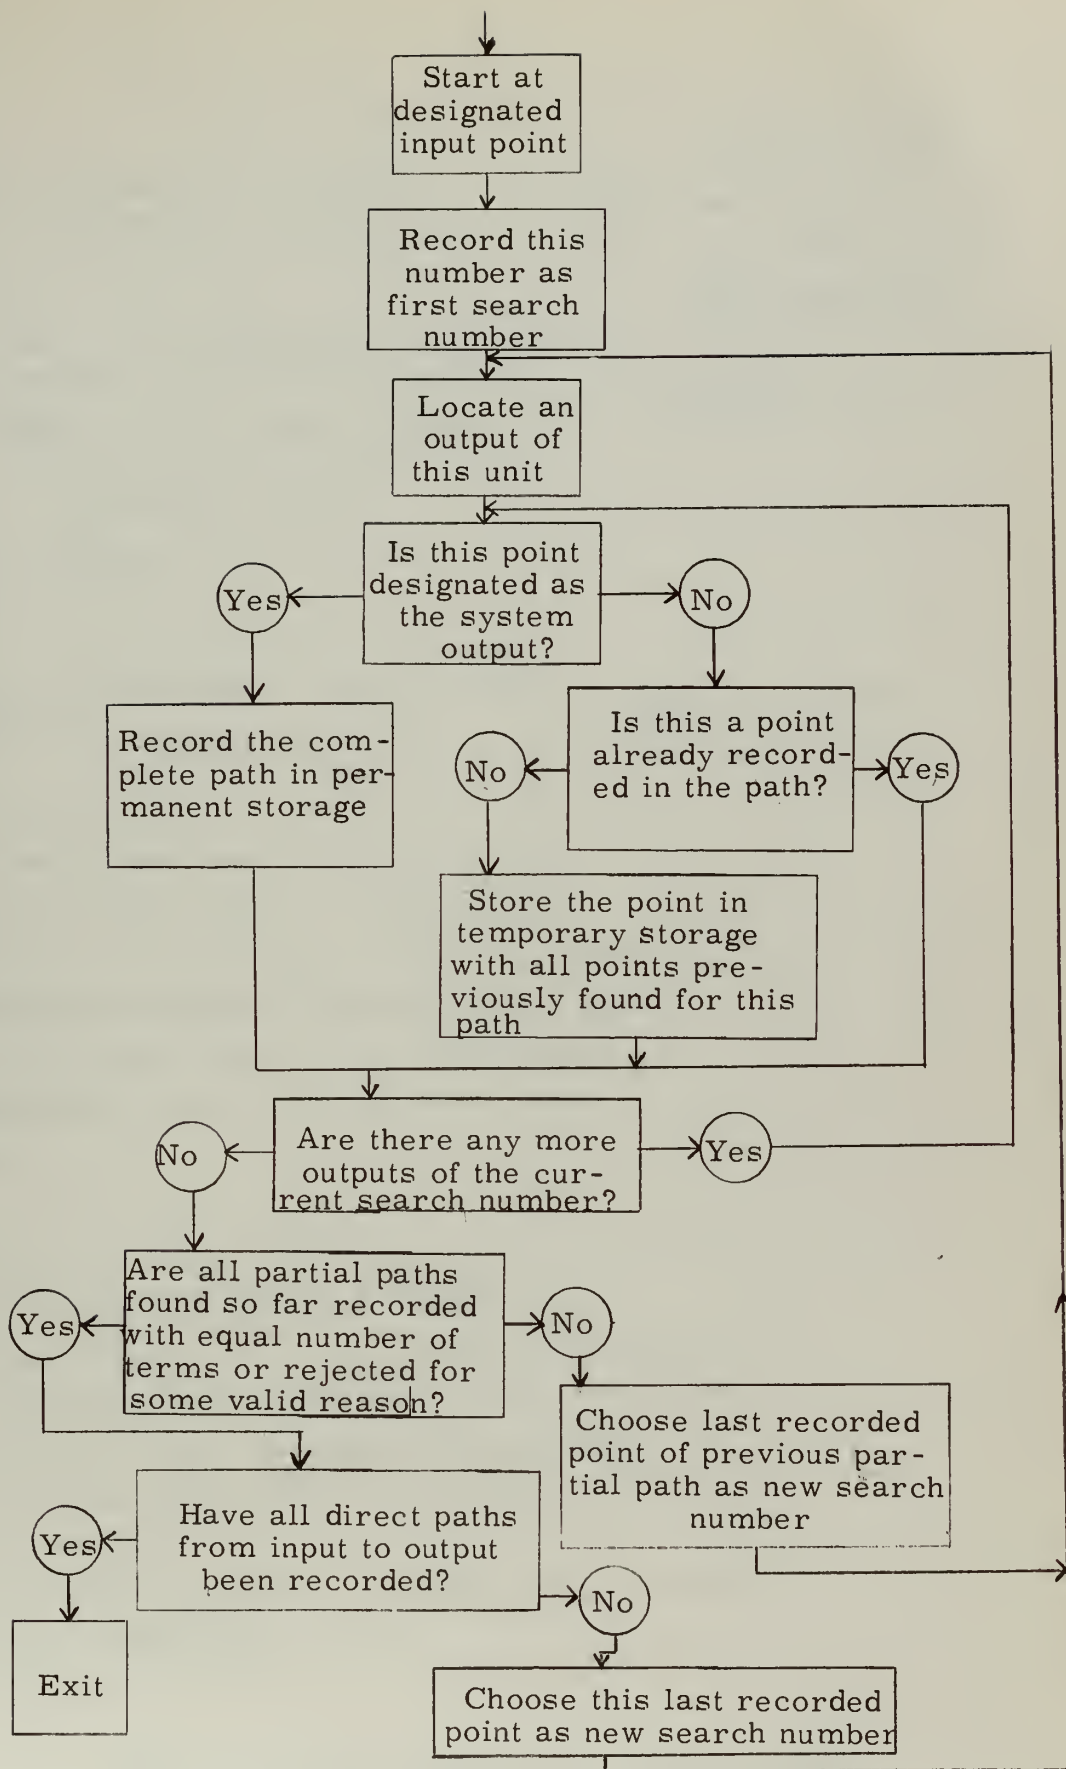 Start at
designated
input point
Record this
number as
first search
number
Locate an
output of
this unit
Is this point
designated as
the system
output?
Yes
No
Record the com-
plete path in per-
manent storage
Is this a point
already record-
ed in the path?
No
Yes
Store the point in
temporary storage
with all points pre-
viously found for this
path
Are there any more
outputs of the cur-
rent search number?
No
Yes
Are all partial paths
found so far recorded
with equal number of
terms or rejected for
some valid reason?
Yes
No
Choose last recorded
point of previous par-
tial path as new search
number
Have all direct paths
from input to output
been recorded?
Yes
No
Exit
Choose this last recorded
point as new search number